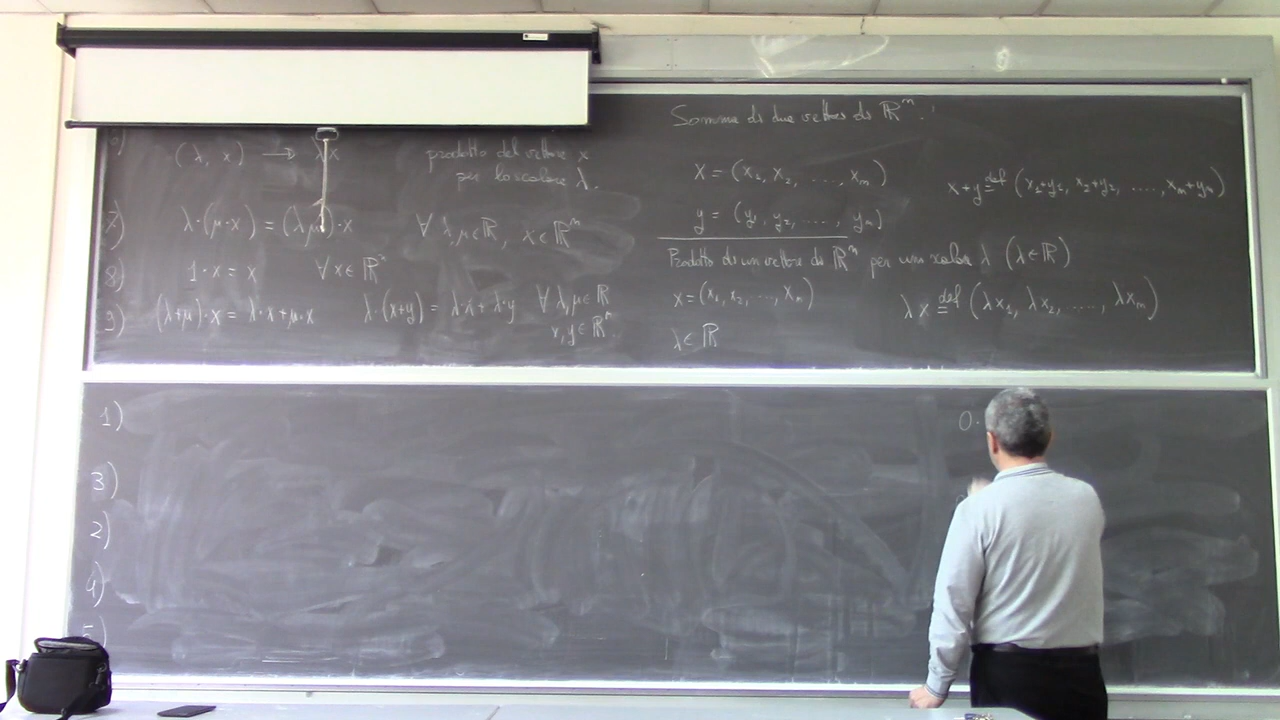 6) (λ, x) → λx prodotto del vettore x
per lo scalare λ.
7) λ·(μ·x) = (λμ)·x ∀ λ,μ∈ℝ, x∈ℝⁿ
8) 1·x = x ∀x∈ℝⁿ
9) (λ+μ)·x = λ·x+μ·x λ·(x+y) = λ·x+λ·y ∀ λ,μ∈ℝ
x,y∈ℝⁿ.
Somma di due vettori di ℝⁿ:
x = (x₁, x₂, ...., xₙ)
y = (y₁, y₂, ...., yₙ)
x+y ≝ (x₁+y₁, x₂+y₂, ...., xₙ+yₙ)
Prodotto di un vettore di ℝⁿ per uno scalare λ (λ∈ℝ)
x = (x₁, x₂, ..., xₙ)
λ∈ℝ
λx ≝ (λx₁, λx₂, ....., λxₙ)
1)
3)
2)
4)
5)
0·